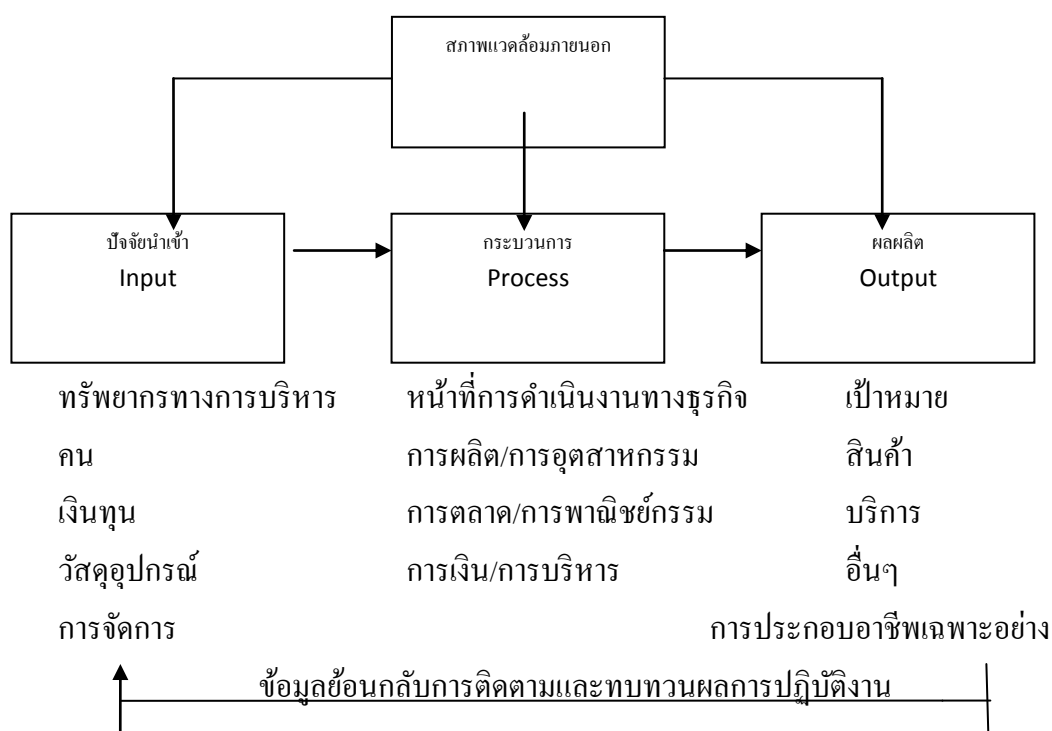 สภาพแวดล้อมภายนอก
ปัจจัยนำเข้า
Input
กระบวนการ
Process
ผลผลิต
Output
ทรัพยากรทางการบริหาร
คน
เงินทุน
วัสดุอุปกรณ์
การจัดการ
หน้าที่การดำเนินงานทางธุรกิจ
การผลิต/การอุตสาหกรรม
การตลาด/การพาณิชย์กรรม
การเงิน/การบริหาร
เป้าหมาย
สินค้า
บริการ
อื่นๆ
การประกอบอาชีพเฉพาะอย่าง
ข้อมูลย้อนกลับการติดตามและทบทวนผลการปฏิบัติงาน